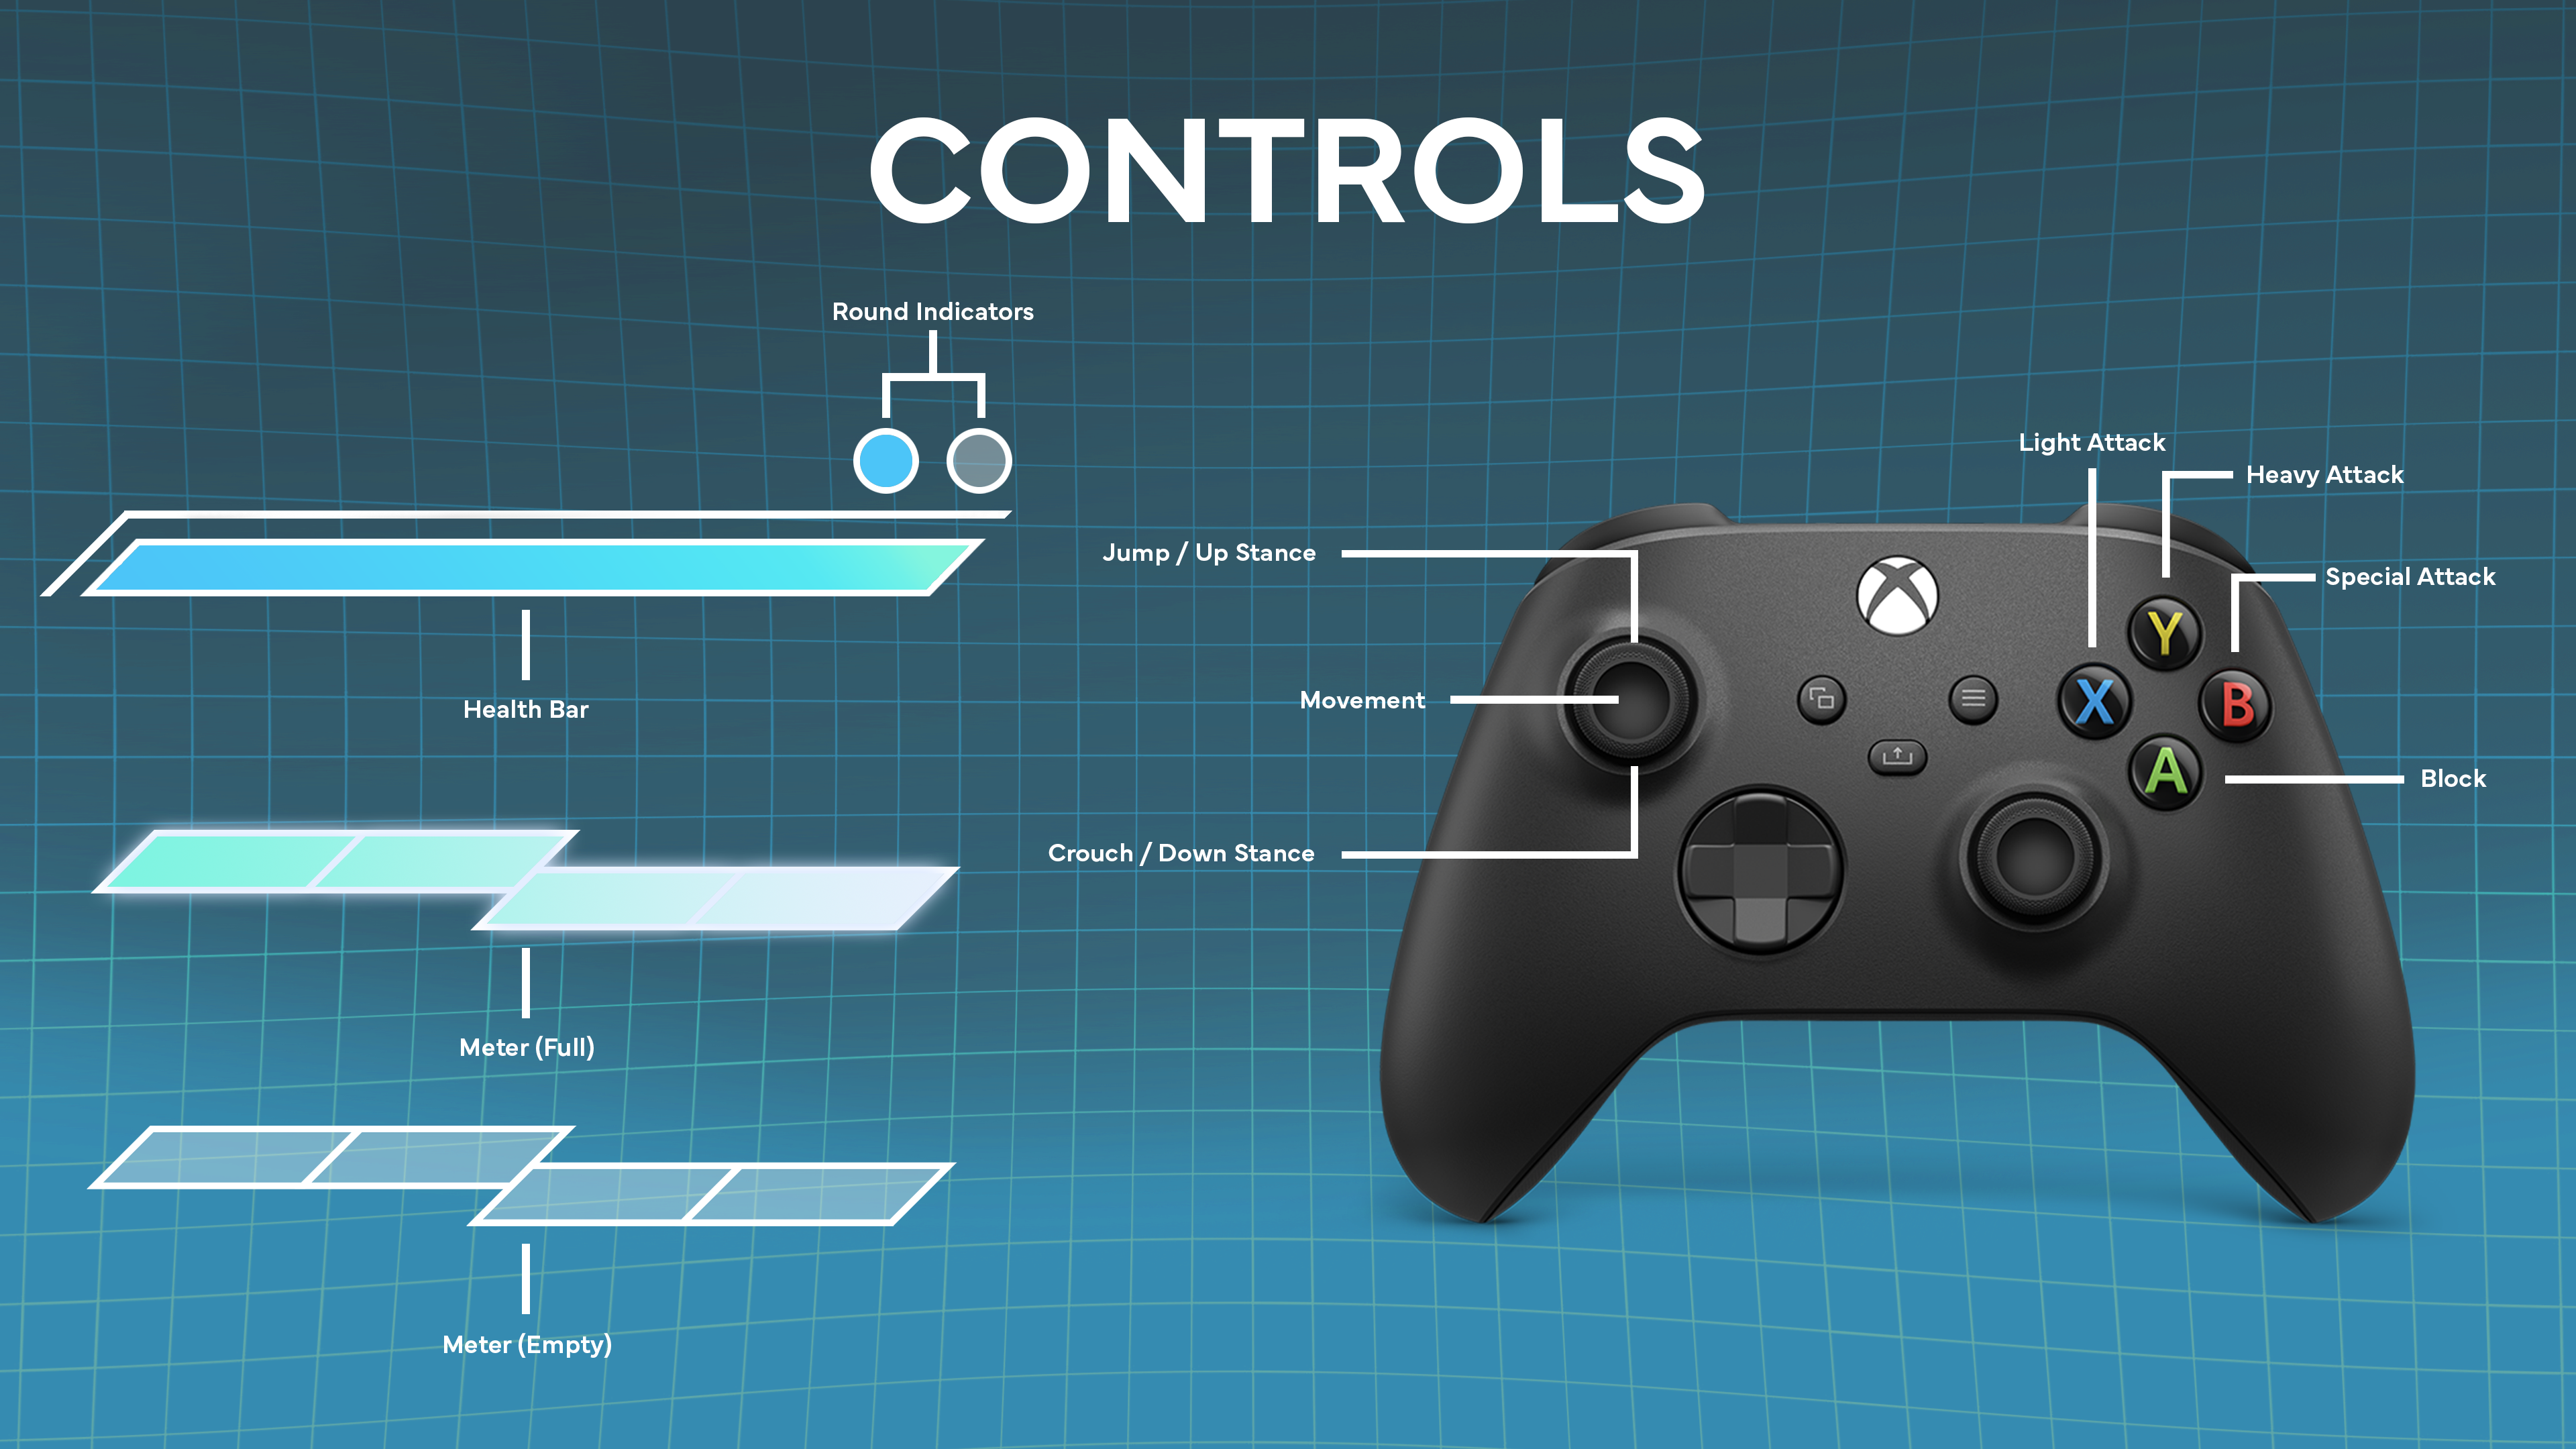 CONTROLS
Round Indicators
Health Bar
Meter (Full)
Meter (Empty)
Light Attack
Heavy Attack
Special Attack
Jump / Up Stance
Movement
Crouch / Down Stance
Block
Y
X
B
A